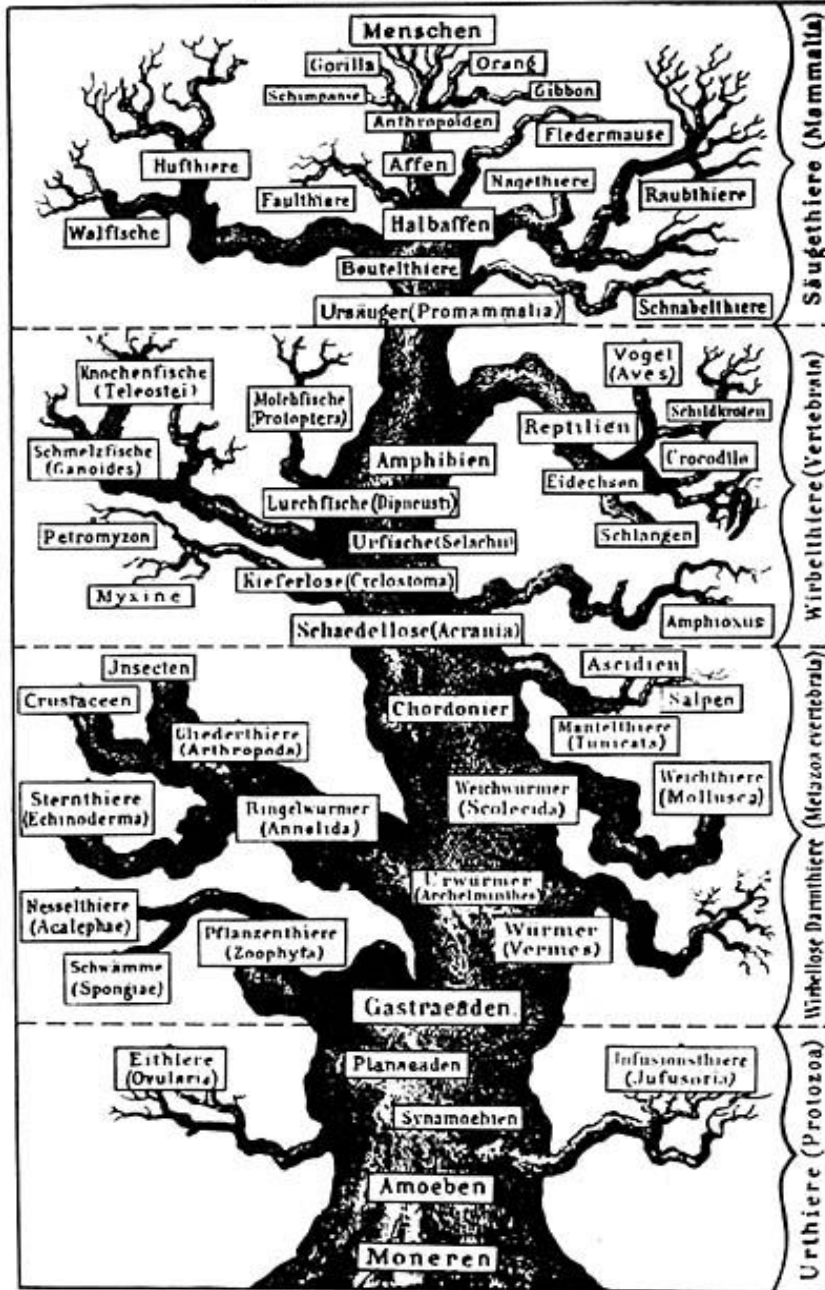 Menschen
Gorilla
Orang
Schimpanse
Gibbon
Anthropoiden
Fledermause
Hufthiere
Affen
Nagethiere
Faulthiere
Raubthiere
Walfische
Halbaffen
Beutelthiere
Ursäuger (Promammalia)
Schnabelthiere
Säugethiere (Mammalia)
Knochenfische
(Teleostei)
Molchfische
(Protoptera)
Vogel
(Aves)
Schildkroten
Reptilien
Schmelzfische
(Ganoides)
Amphibien
Crocodile
Eidechsen
Lurchfische (Dipneusti)
Petromyzon
Urfische (Selachii)
Schlangen
Kieferlose (Cyclostoma)
Myxine
Schaedellose (Acrania)
Amphioxus
Wirbelthiere (Vertebrata)
Jnsecten
Ascidien
Crustaceen
Chordonier
Salpen
Gliederthiere
(Arthropoda)
Mantelthiere
(Tunicata)
Sternthiere
(Echinoderma)
Ringelwurmer
(Annelida)
Weichwurmer
(Scolecida)
Weichthiere
(Mollusca)
Urwurmer
(Archelminthes)
Nesselthiere
(Acalephae)
Pflanzenthiere
(Zoophyta)
Wurmer
(Vermes)
Schwämme
(Spongiae)
Gastraeaden.
Wirbellose Darmthiere (Metazoa evertebrata)
Eithiere
(Ovularia)
Planaeaden
Infusionsthiere
(Jufusoria)
Synamoebien
Amoeben
Moneren
Urthiere (Protozoa)